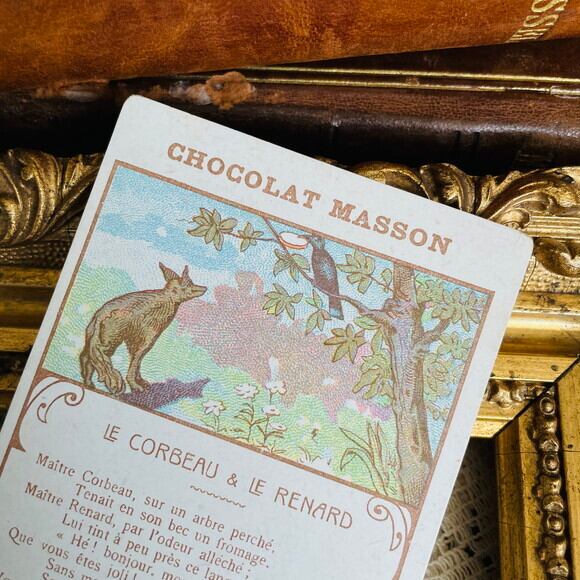 CHOCOLAT MASSON
LE CORBEAU & LE RENARD
Maître Corbeau, sur un arbre perché,
Tenait en son bec un fromage.
Maître Renard, par l'odeur alléché,
Lui tint à peu près ce
« Hé! bonjour,
Que vous êtes joli!
Sans